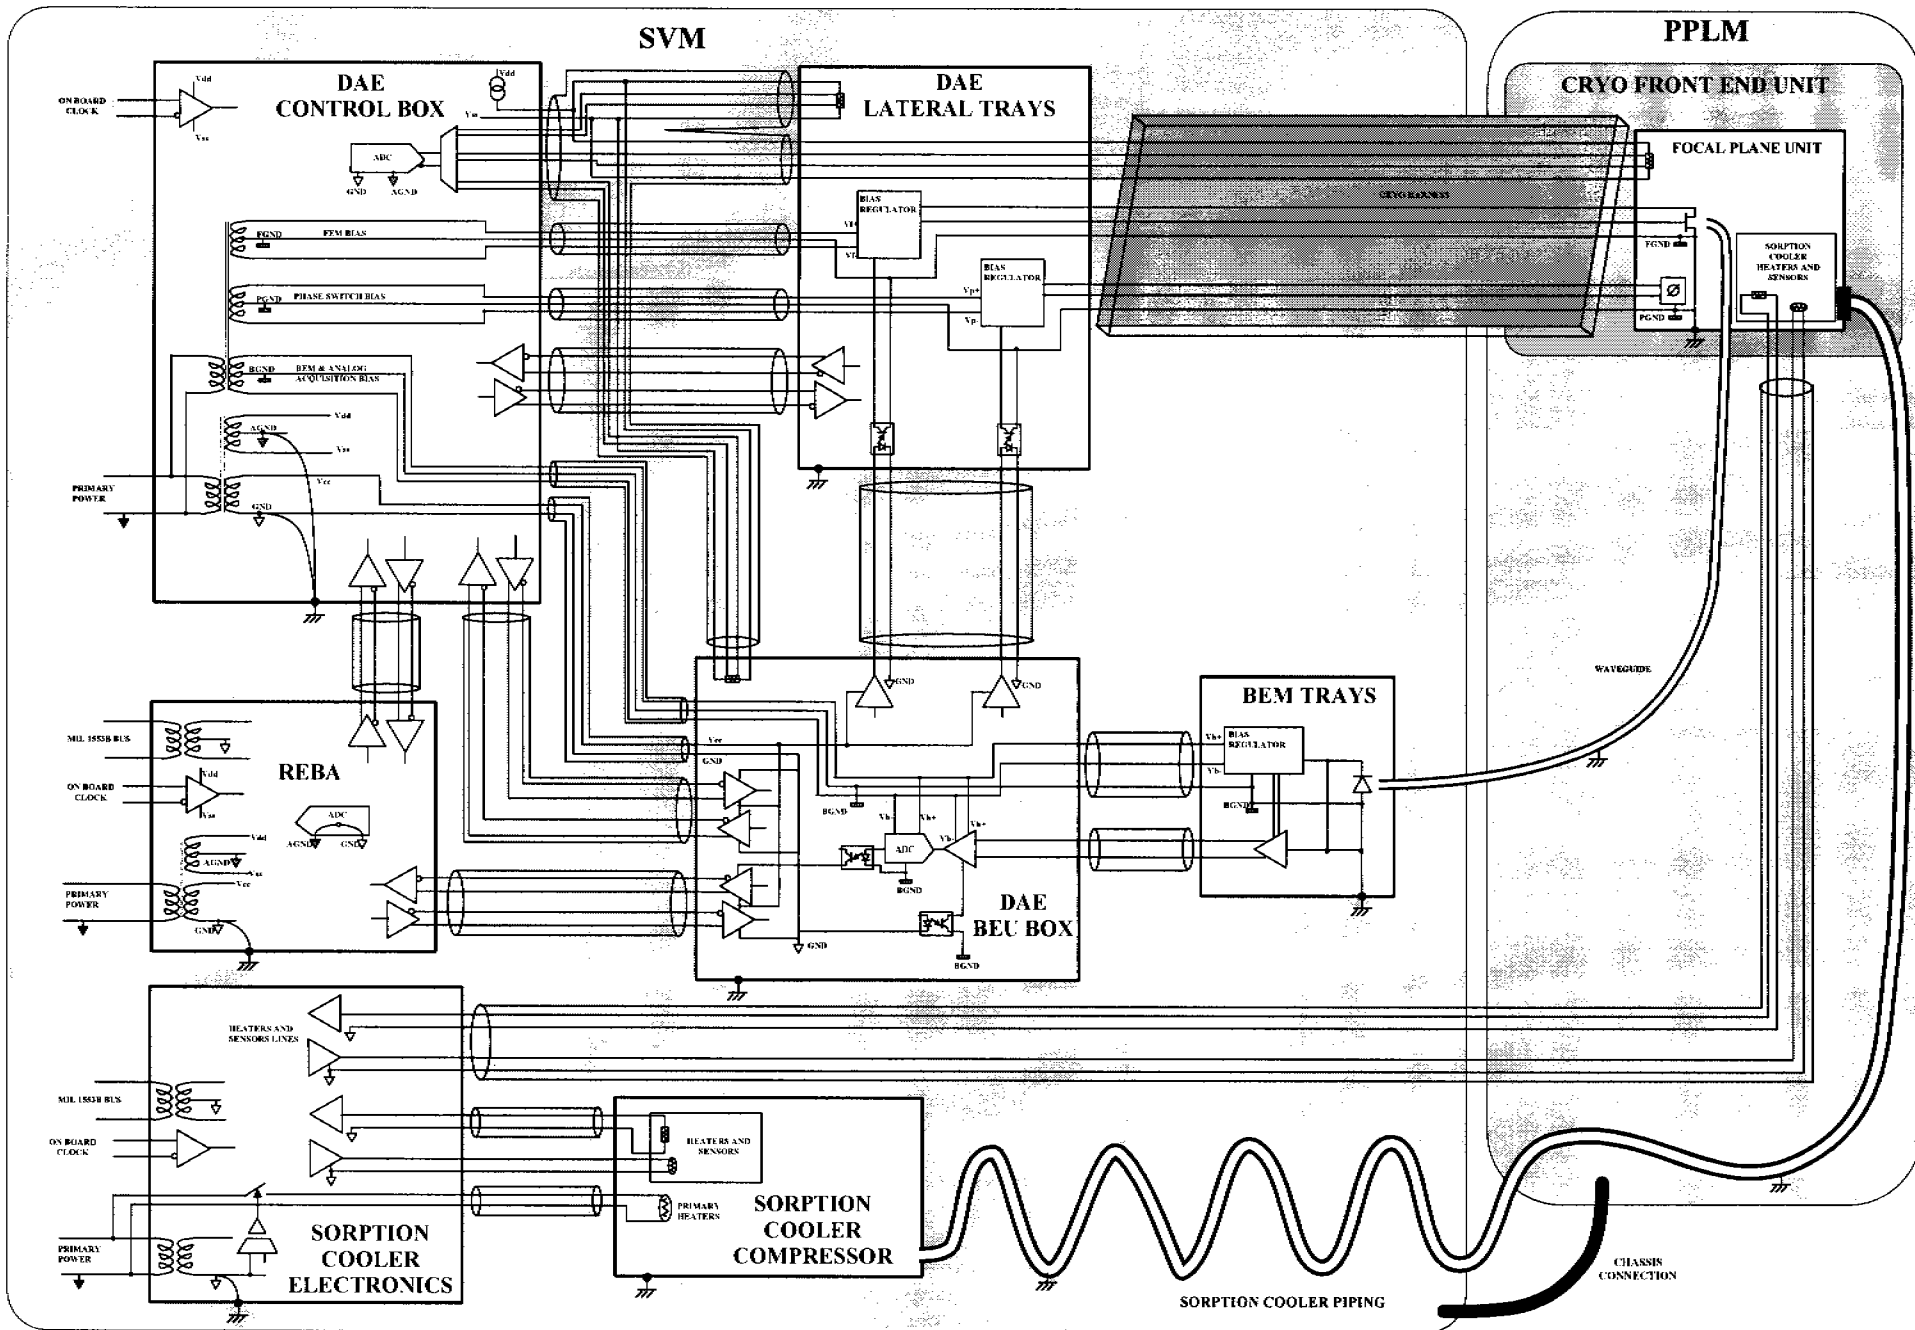 SVM
PPLM
DAE
CONTROL BOX
Vdd
ON BOARD
CLOCK
Vss
Vdd
Vss
ADC
GND
AGND
FGND
FEM BIAS
PGND
PHASE SWITCH BIAS
BGND
BEM & ANALOG
ACQUISITION BIAS
Vdd
AGND
Vss
Vcc
PRIMARY
POWER
GND
DAE
LATERAL TRAYS
BIAS
REGULATOR
Vf+
Vf-
BIAS
REGULATOR
Vp+
Vp-
CRYO HARNESS
CRYO FRONT END UNIT
FOCAL PLANE UNIT
FGND
SORPTION
COOLER
HEATERS AND
SENSORS
PGND
WAVEGUIDE
REBA
MIL 1553B BUS
ON BOARD
CLOCK
Vdd
Vss
ADC
AGND
GND
Vdd
AGND
Vss
Vcc
PRIMARY
POWER
GND
GND
GND
Vcc
GND
BGND
Vb-
Vb+
Vb-
Vb+
ADC
BGND
DAE
BEU BOX
GND
BGND
BEM TRAYS
Vb+
Vb-
BIAS
REGULATOR
BGND
HEATERS AND
SENSORS LINES
MIL 1553B BUS
ON BOARD
CLOCK
PRIMARY
POWER
SORPTION
COOLER
ELECTRONICS
HEATERS AND
SENSORS
PRIMARY
HEATERS
SORPTION
COOLER
COMPRESSOR
SORPTION COOLER PIPING
CHASSIS
CONNECTION